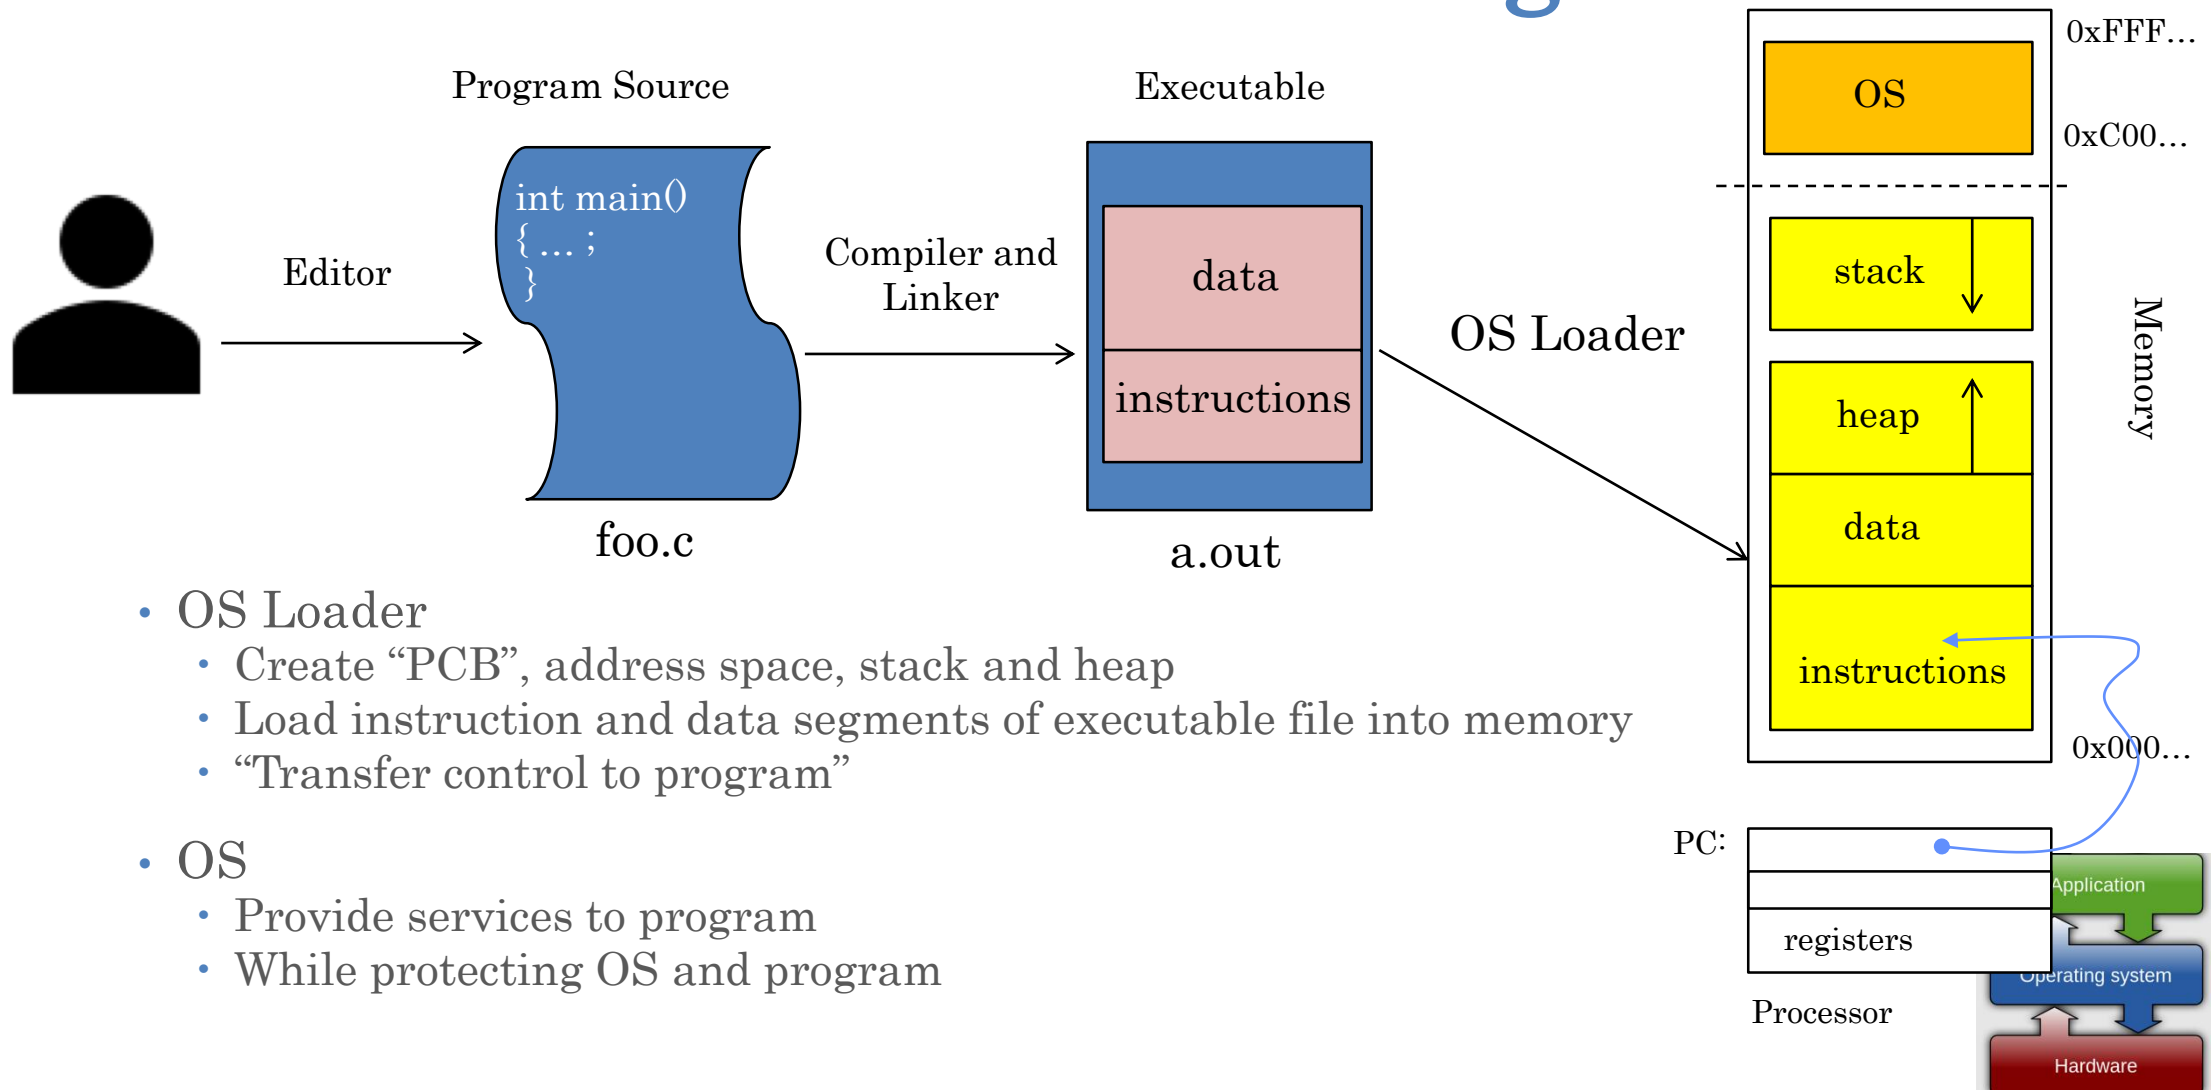 Program Source
Executable
0xFFF...
OS
0xC00...
int main()
{ ... ;
}
Editor
Compiler and
Linker
data
instructions
OS Loader
stack
heap
data
instructions
Memory
0x000...
foo.c
a.out
• OS Loader
• Create “PCB”, address space, stack and heap
• Load instruction and data segments of executable file into memory
• “Transfer control to program”
• OS
• Provide services to program
• While protecting OS and program
PC:
registers
Processor
Application
Operating system
Hardware